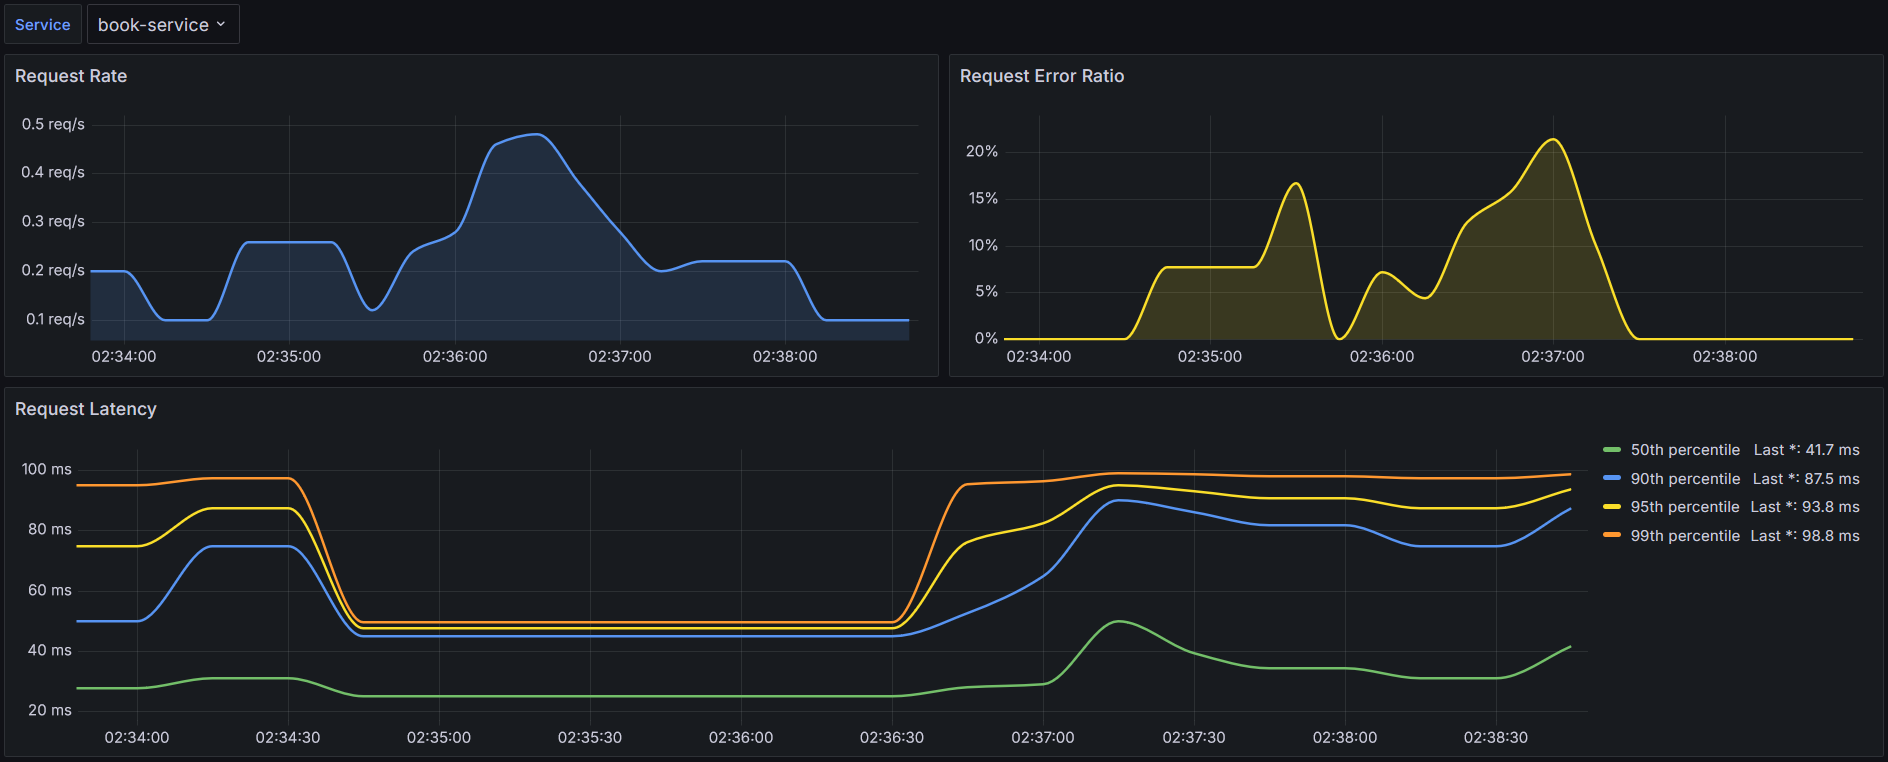 Service book-service
Request Rate
0.5 req/s
0.4 req/s
0.3 req/s
0.2 req/s
0.1 req/s
02:34:00 02:35:00 02:36:00 02:37:00 02:38:00
Request Error Ratio
20%
15%
10%
5%
0%
02:34:00 02:35:00 02:36:00 02:37:00 02:38:00
Request Latency
100 ms
80 ms
60 ms
40 ms
20 ms
02:34:00 02:34:30 02:35:00 02:35:30 02:36:00 02:36:30 02:37:00 02:37:30 02:38:00 02:38:30
50th percentile Last *: 41.7 ms
90th percentile Last *: 87.5 ms
95th percentile Last *: 93.8 ms
99th percentile Last *: 98.8 ms